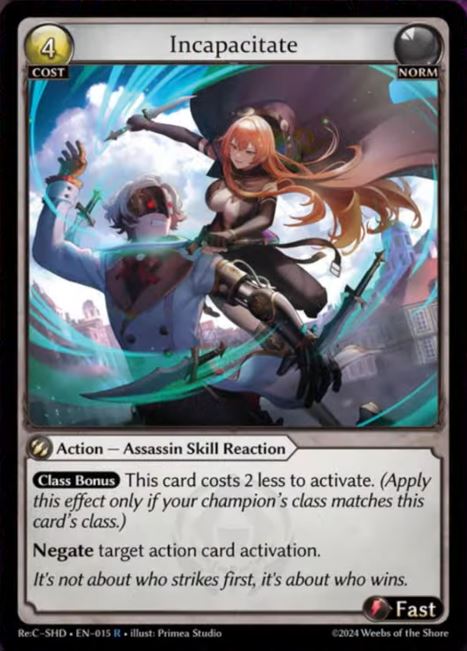 4
Incapacitate
COST
NORM
Action — Assassin Skill Reaction
Class Bonus This card costs 2 less to activate. (Apply
this effect only if your champion's class matches this
card's class.)
Negate target action card activation.
It's not about who strikes first, it's about who wins.
Fast
Re:C–SHD • EN–015 R • illust: Primea Studio
©2024 Weebs of the Shore